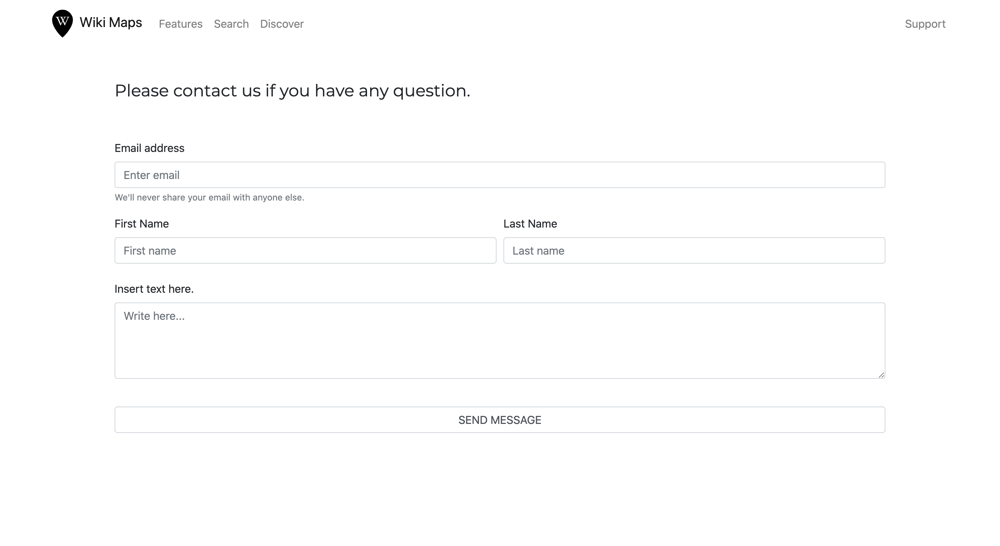 W Wiki Maps Features Search Discover Support
Please contact us if you have any question.
Email address
Enter email
We'll never share your email with anyone else.
First Name Last Name
First name Last name
Insert text here.
Write here...
SEND MESSAGE